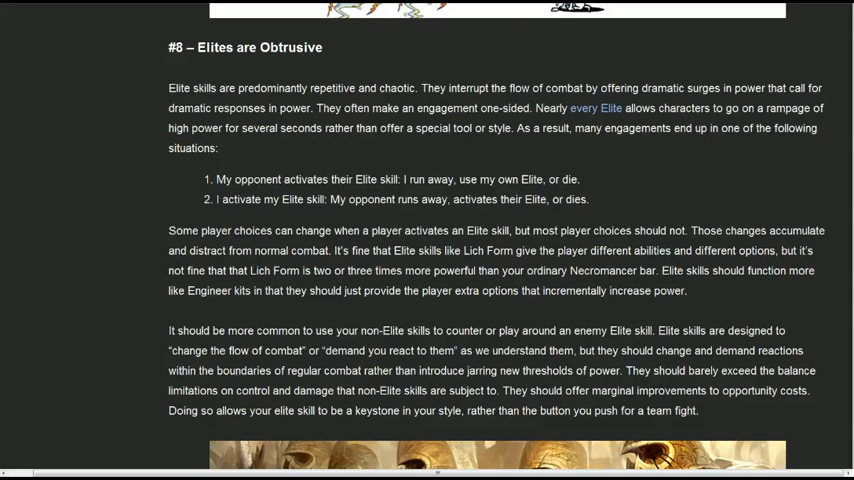 #8 – Elites are Obtrusive
Elite skills are predominantly repetitive and chaotic. They interrupt the flow of combat by offering dramatic surges in power that call for
dramatic responses in power. They often make an engagement one-sided. Nearly every Elite allows characters to go on a rampage of
high power for several seconds rather than offer a special tool or style. As a result, many engagements end up in one of the following
situations:
1. My opponent activates their Elite skill: I run away, use my own Elite, or die.
2. I activate my Elite skill: My opponent runs away, activates their Elite, or dies.
Some player choices can change when a player activates an Elite skill, but most player choices should not. Those changes accumulate
and distract from normal combat. It’s fine that Elite skills like Lich Form give the player different abilities and different options, but it’s
not fine that that Lich Form is two or three times more powerful than your ordinary Necromancer bar. Elite skills should function more
like Engineer kits in that they should just provide the player extra options that incrementally increase power.
It should be more common to use your non-Elite skills to counter or play around an enemy Elite skill. Elite skills are designed to
“change the flow of combat” or “demand you react to them” as we understand them, but they should change and demand reactions
within the boundaries of regular combat rather than introduce jarring new thresholds of power. They should barely exceed the balance
limitations on control and damage that non-Elite skills are subject to. They should offer marginal improvements to opportunity costs.
Doing so allows your elite skill to be a keystone in your style, rather than the button you push for a team fight.